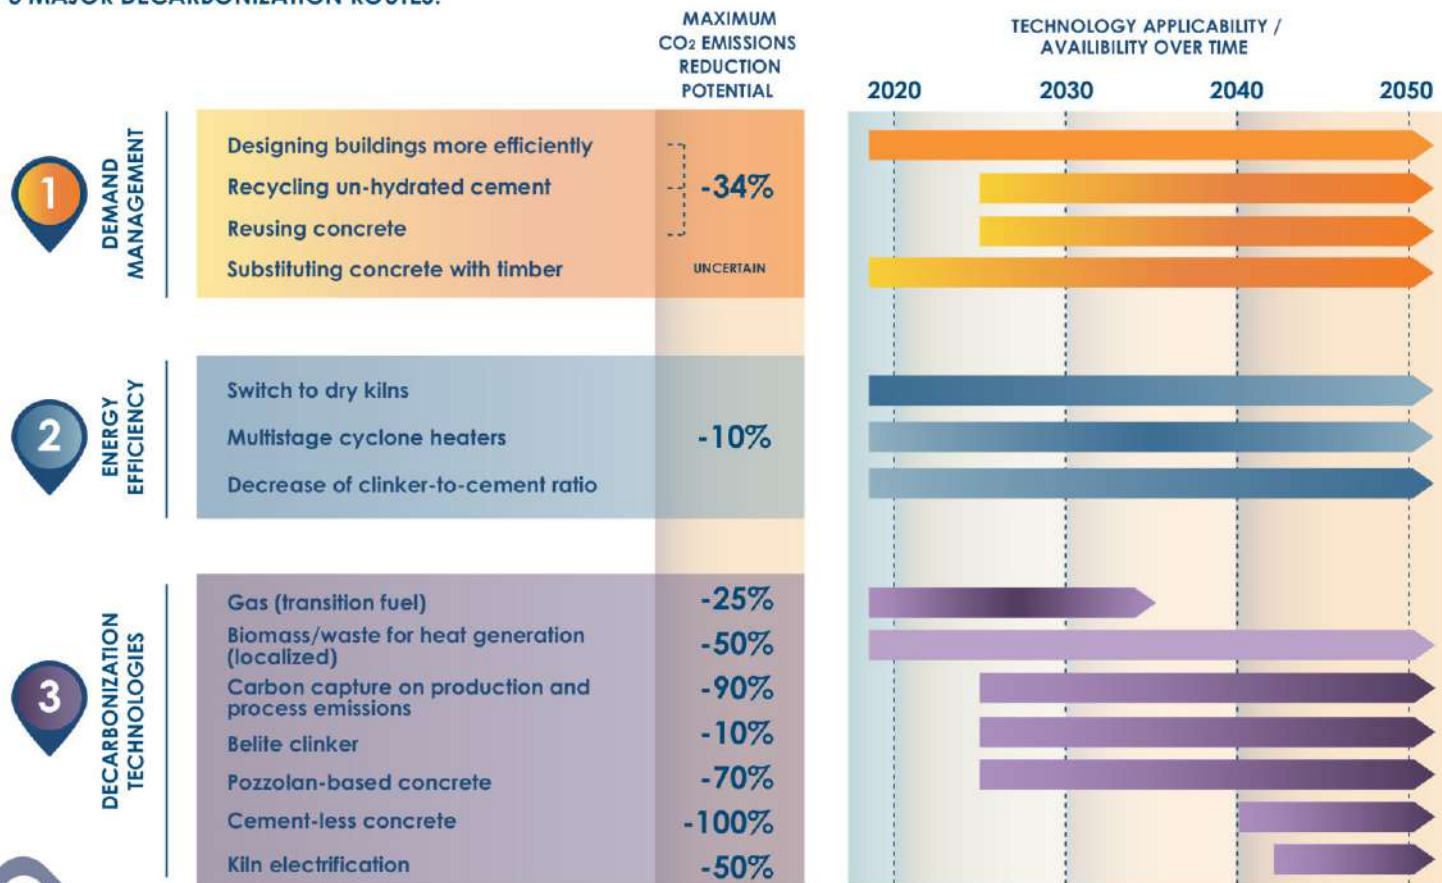 3 MAJOR DECARBONIZATION ROUTES:
MAXIMUM
CO2 EMISSIONS
REDUCTION
POTENTIAL
TECHNOLOGY APPLICABILITY /
AVAILIBILITY OVER TIME
2020 2030 2040 2050
1
DEMAND
MANAGEMENT
Designing buildings more efficiently
Recycling un-hydrated cement
-34%
Reusing concrete
Substituting concrete with timber
UNCERTAIN
2
ENERGY
EFFICIENCY
Switch to dry kilns
Multistage cyclone heaters
-10%
Decrease of clinker-to-cement ratio
3
DECARBONIZATION
TECHNOLOGIES
Gas (transition fuel)
-25%
Biomass/waste for heat generation
(localized)
-50%
Carbon capture on production and
process emissions
-90%
Belite clinker
-10%
Pozzolan-based concrete
-70%
Cement-less concrete
-100%
Kiln electrification
-50%